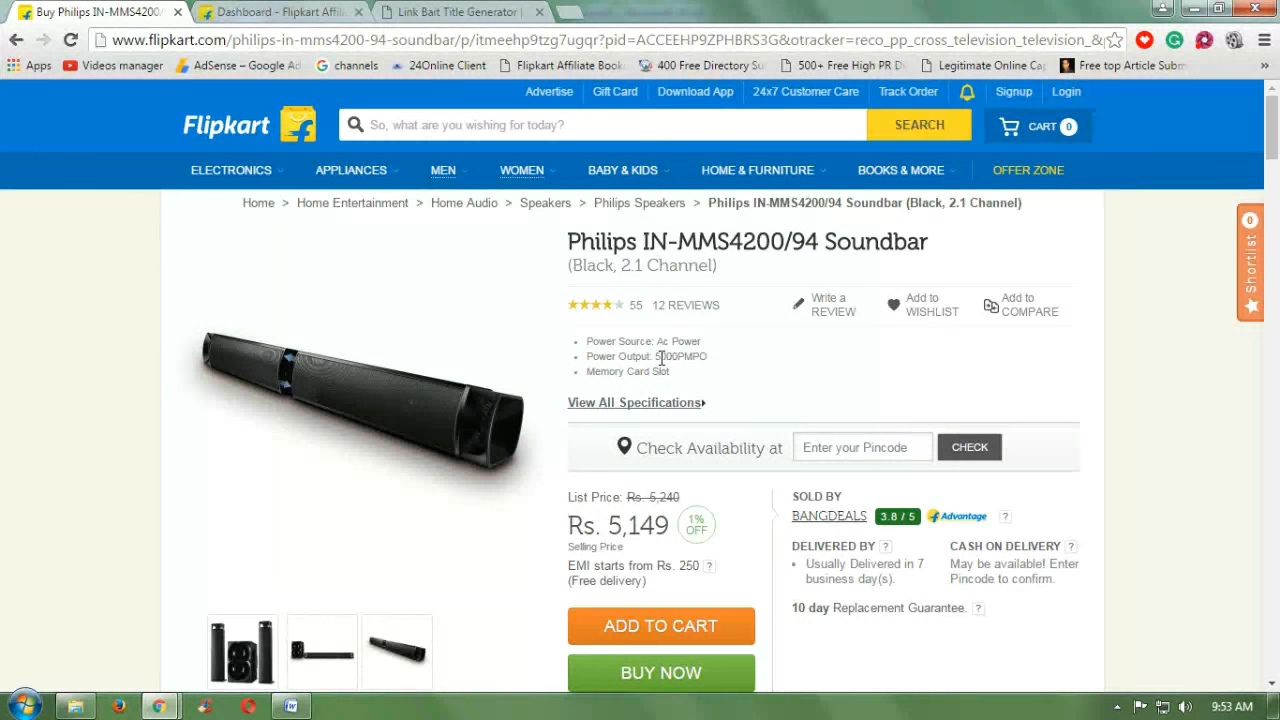 Buy Philips IN-MMS4200/
Dashboard - Flipkart Affili
Link Bait Title Generator
www.flipkart.com/philips-in-mms4200-94-soundbar/p/itmeehp9tzg7ugqr?pid=ACCEEHP9ZPHBRS3G&otracker=reco_pp_cross_television_television_&p
Apps
Videos manager
AdSense – Google Acc
channels
24Online Client
Flipkart Affiliate Book
400 Free Directory Su
500+ Free High PR Di
Legitimate Online Ca
Free top Article Subm
»
Advertise
Gift Card
Download App
24x7 Customer Care
Track Order
Signup
Login
Flipkart
So, what are you wishing for today?
SEARCH
CART 0
ELECTRONICS
APPLIANCES
MEN
WOMEN
BABY & KIDS
HOME & FURNITURE
BOOKS & MORE
OFFER ZONE
Home > Home Entertainment > Home Audio > Speakers > Philips Speakers > Philips IN-MMS4200/94 Soundbar (Black, 2.1 Channel)
0
Shortlist
Philips IN-MMS4200/94 Soundbar
(Black, 2.1 Channel)
55 12 REVIEWS
Write a
REVIEW
Add to
WISHLIST
Add to
COMPARE
Power Source: Ac Power
Power Output: 5000PMPO
Memory Card Slot
View All Specifications
Check Availability at
Enter your Pincode
CHECK
List Price: Rs. 5,240
Rs. 5,149
1%
OFF
Selling Price
EMI starts from Rs. 250 ?
(Free delivery)
ADD TO CART
BUY NOW
SOLD BY
BANGDEALS 3.8 / 5 Advantage ?
DELIVERED BY ?
Usually Delivered in 7
business day(s).
CASH ON DELIVERY ?
May be available! Enter
Pincode to confirm.
10 day Replacement Guarantee. ?
9:53 AM